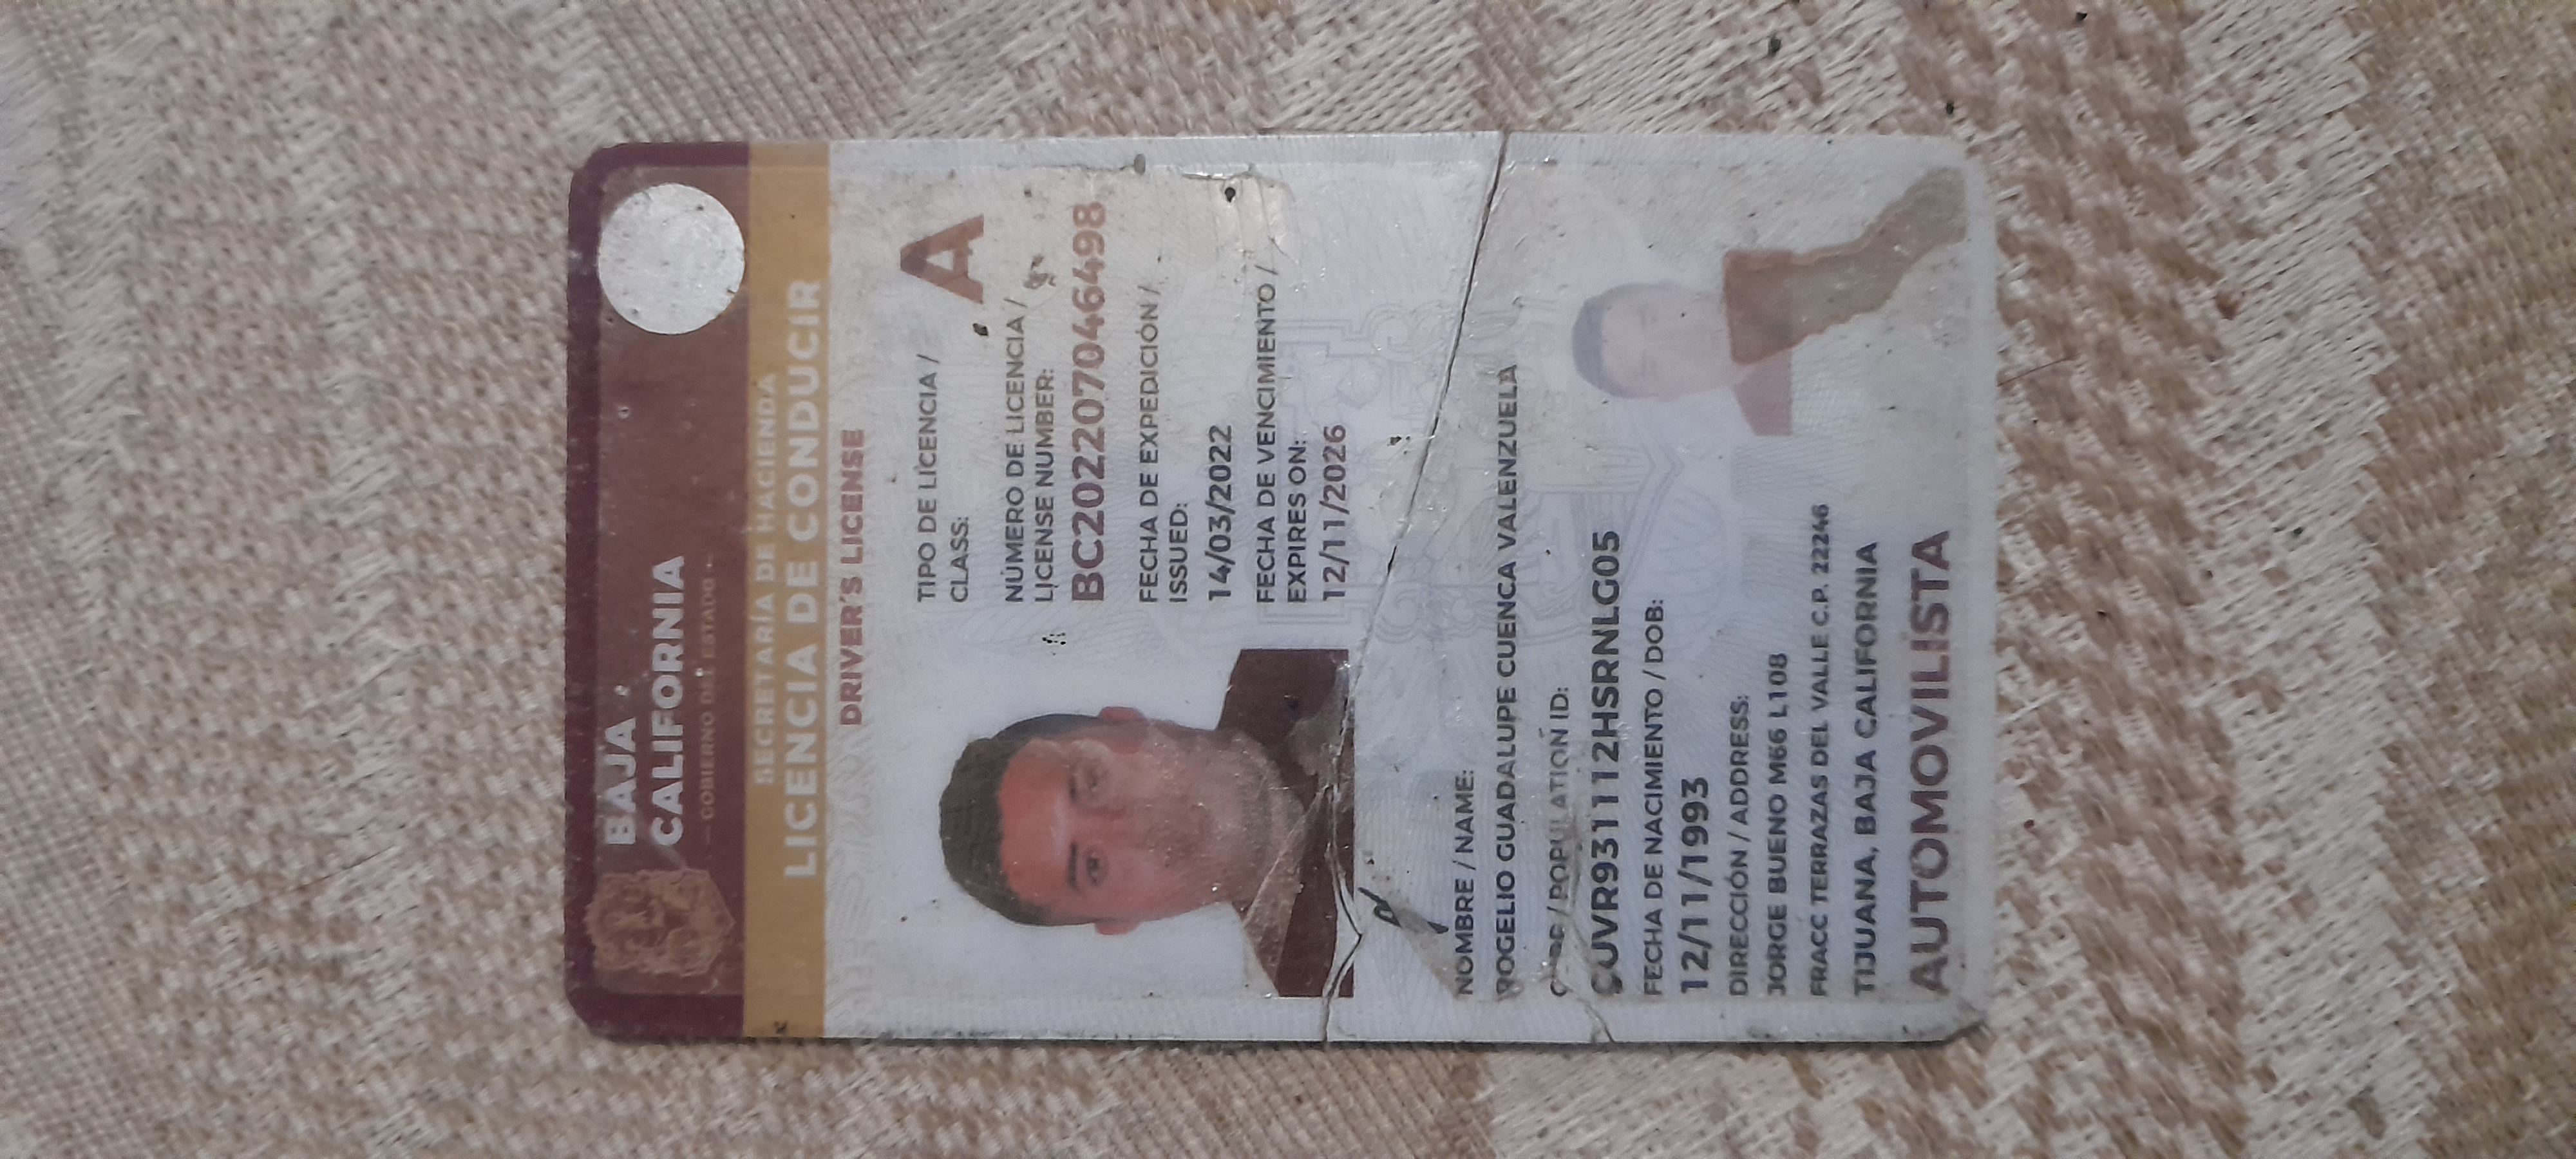 BAJA
CALIFORNIA
GOBIERNO DEL ESTADO
SECRETARÍA DE HACIENDA
LICENCIA DE CONDUCIR
DRIVER'S LICENSE
TIPO DE LICENCIA /
CLASS:
A
NÚMERO DE LICENCIA /
LICENSE NUMBER:
BC202207046498
FECHA DE EXPEDICIÓN /
ISSUED:
14/03/2022
FECHA DE VENCIMIENTO /
EXPIRES ON:
12/11/2026
NOMBRE / NAME:
ROGELIO GUADALUPE CUENCA VALENZUELA
CURP / POPULATION ID:
CUVR931112HSRNLG05
FECHA DE NACIMIENTO / DOB:
12/11/1993
DIRECCIÓN / ADDRESS:
JORGE BUENO M66 L108
FRACC TERRAZAS DEL VALLE C.P. 22246
TIJUANA, BAJA CALIFORNIA
AUTOMOVILISTA